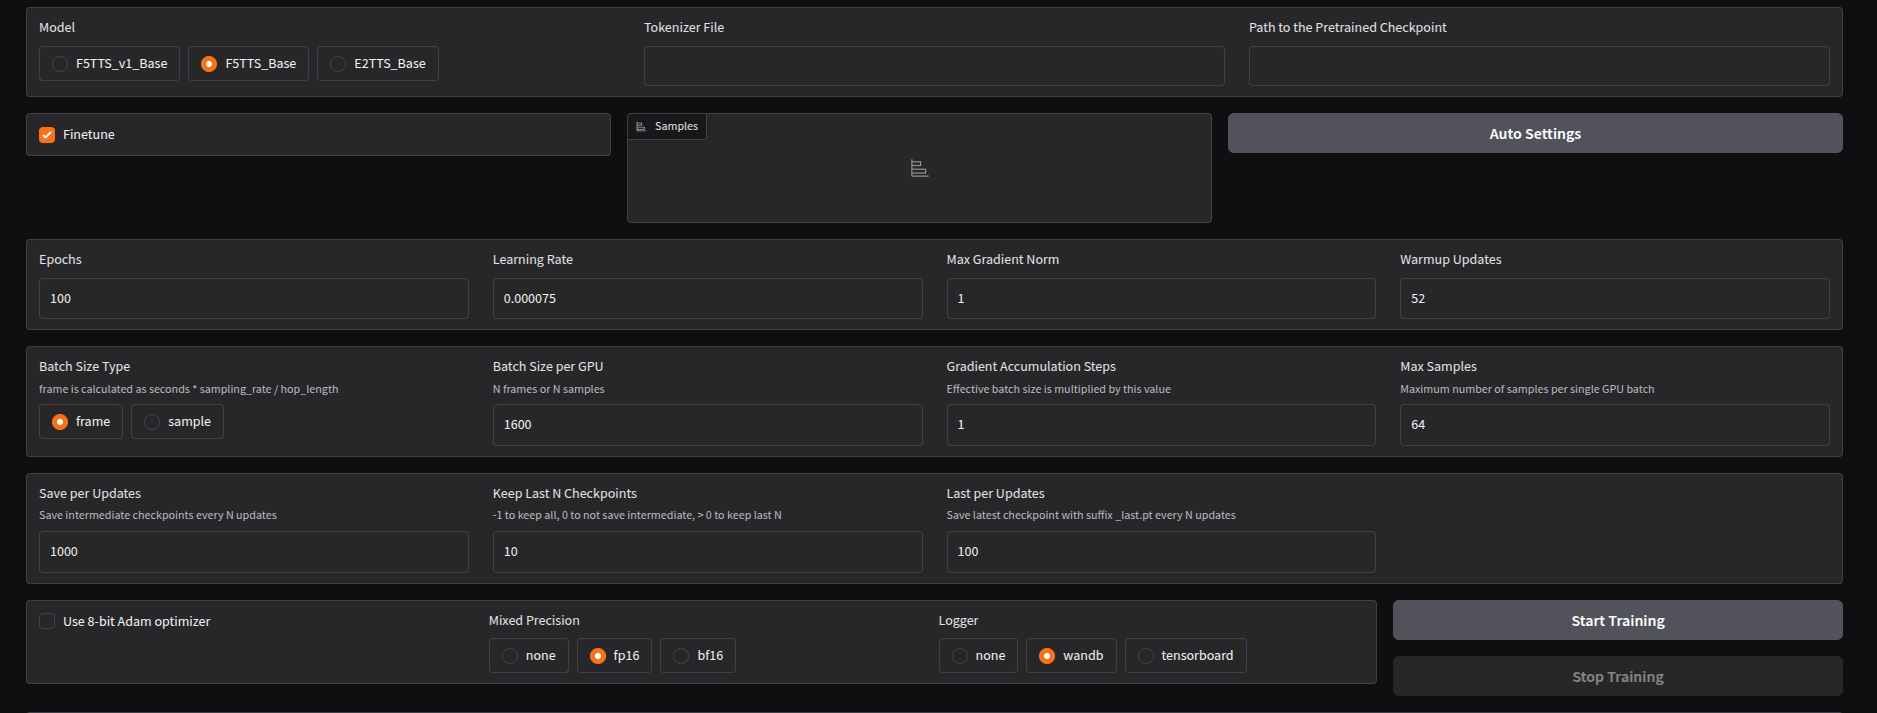 Model
Tokenizer File
Path to the Pretrained Checkpoint
F5TTS_v1_Base
F5TTS_Base
E2TTS_Base
Finetune
Samples
Auto Settings
Epochs
Learning Rate
Max Gradient Norm
Warmup Updates
100
0.000075
1
52
Batch Size Type
Batch Size per GPU
Gradient Accumulation Steps
Max Samples
frame is calculated as seconds * sampling_rate / hop_length
N frames or N samples
Effective batch size is multiplied by this value
Maximum number of samples per single GPU batch
frame
sample
1600
1
64
Save per Updates
Keep Last N Checkpoints
Last per Updates
Save intermediate checkpoints every N updates
-1 to keep all, 0 to not save intermediate, > 0 to keep last N
Save latest checkpoint with suffix _last.pt every N updates
1000
10
100
Use 8-bit Adam optimizer
Mixed Precision
Logger
Start Training
none
fp16
bf16
none
wandb
tensorboard
Stop Training